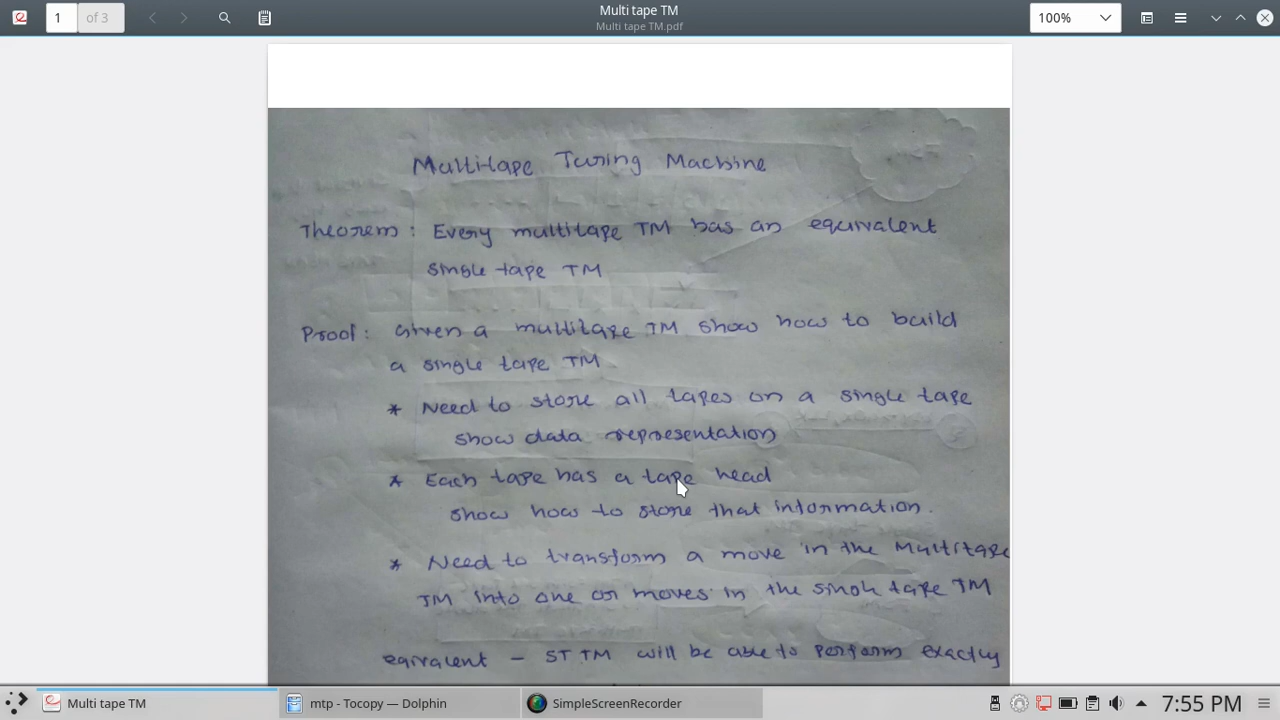 Multi tape TM
Multi tape TM.pdf
1 of 3
100%
Multitape Turing Machine
Theorem: Every multitape TM has an equivalent
single tape TM
Proof: Given a multitape TM show how to build
a single tape TM
* Need to store all tapes on a single tape
show data representation
* Each tape has a tape head
show how to store that information.
* Need to transform a move in the Multitape
TM into one or moves in the single tape TM
eqivalent - ST TM will be able to perform exactly
Multi tape TM
mtp - Tocopy — Dolphin
SimpleScreenRecorder
7:55 PM